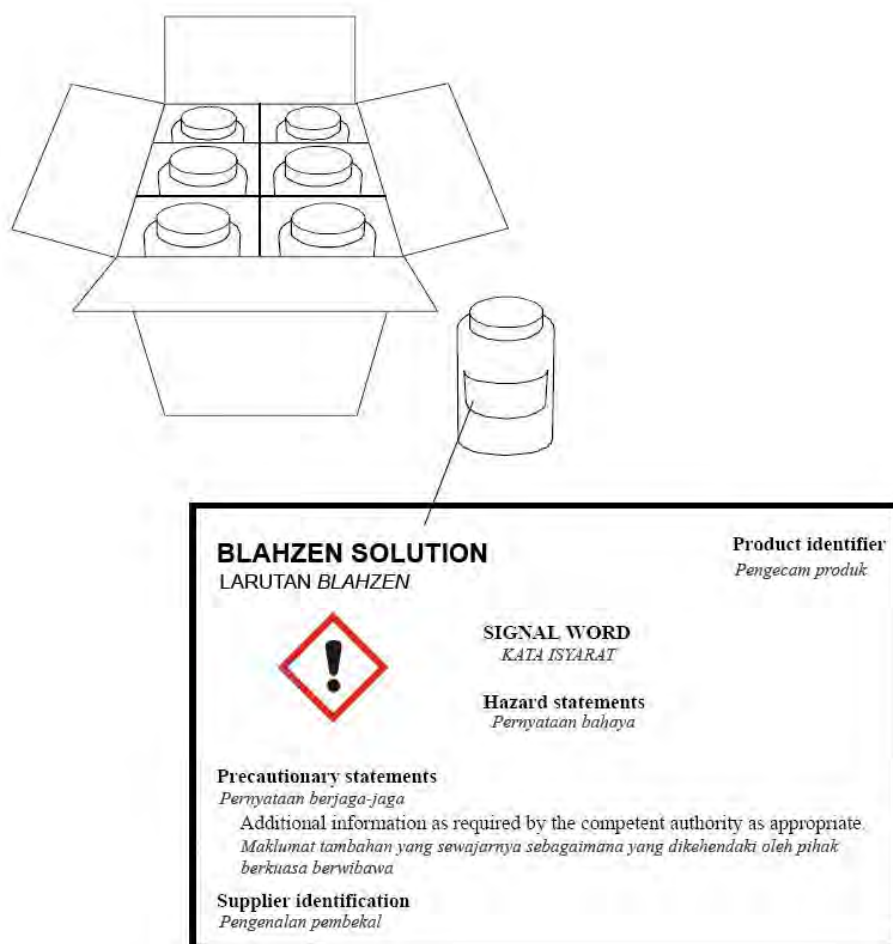 BLAHZEN SOLUTION
LARUTAN BLAHZEN
Product identifier
Pengecam produk
SIGNAL WORD
KATA ISYARAT
Hazard statements
Pernyataan bahaya
Precautionary statements
Pernyataan berjaga-jaga
Additional information as required by the competent authority as appropriate.
Maklumat tambahan yang sewajarnya sebagaimana yang dikehendaki oleh pihak
berkuasa berwibawa
Supplier identification
Pengenalan pembekal